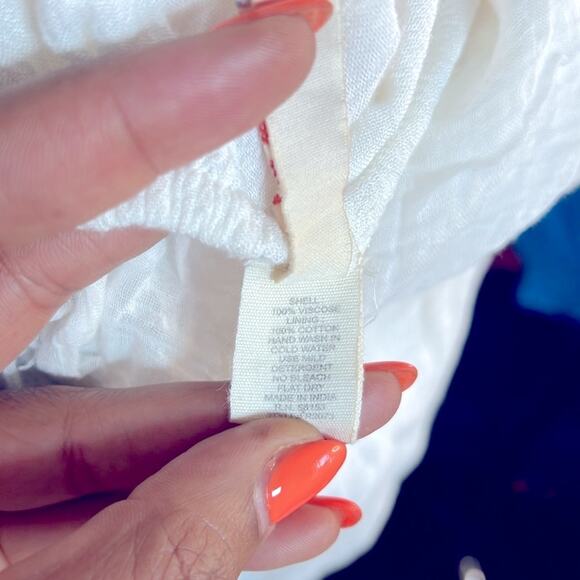 SHELL :
100% VISCOSE
LINING :
100% COTTON
HAND WASH IN
COLD WATER
USE MILD
DETERGENT
NO BLEACH
FLAT DRY
MADE IN INDIA
R.N. 58153